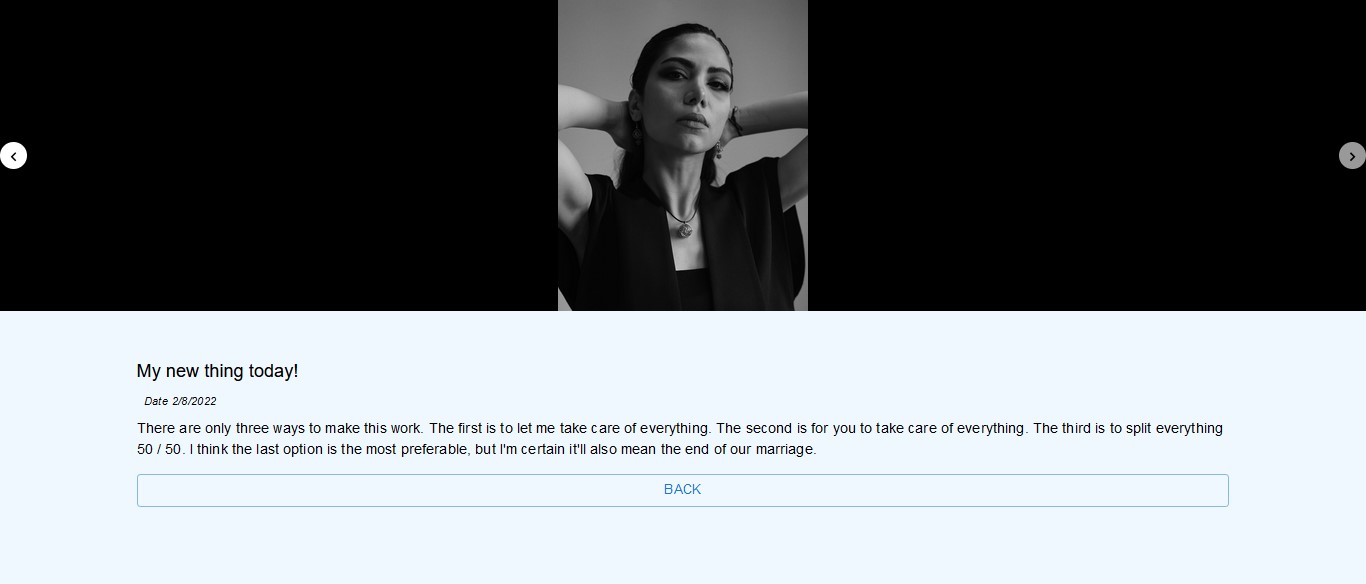 My new thing today!
Date 2/8/2022
There are only three ways to make this work. The first is to let me take care of everything. The second is for you to take care of everything. The third is to split everything
50 / 50. I think the last option is the most preferable, but I'm certain it'll also mean the end of our marriage.
BACK